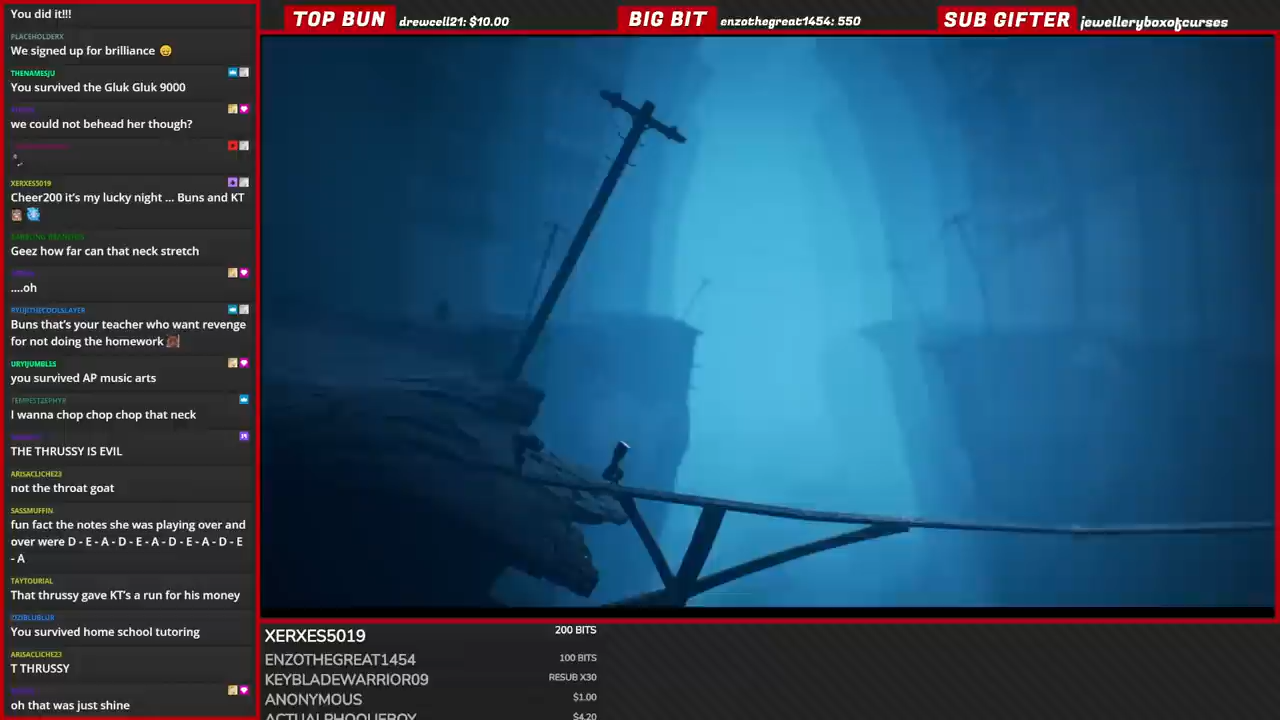 TOP BUN
drewcell21: $10.00
BIG BIT
enzothegreat1454: 550
SUB GIFTER
jewelleryboxofcurses
You did it!!!
PLACEHOLDERX
We signed up for brilliance
THENAMESJU
You survived the Gluk Gluk 9000
we could not behead her though?
XERXES5019
Cheer200 it's my lucky night ... Buns and KT
Geez how far can that neck stretch
....oh
RYUJITHECOOLSLAYER
Buns that's your teacher who want revenge
for not doing the homework
URYIJUMBLES
you survived AP music arts
TEMPESTZEPHYR
I wanna chop chop chop that neck
THE THRUSSY IS EVIL
ARISACLICHE23
not the throat goat
SASSMUFFIN
fun fact the notes she was playing over and
over were D - E - A - D - E - A - D - E - A - D - E
- A
TAYTOURIAL
That thrussy gave KT's a run for his money
You survived home school tutoring
ARISACLICHE23
T THRUSSY
oh that was just shine
XERXES5019
200 BITS
ENZOTHEGREAT1454
100 BITS
KEYBLADEWARRIOR09
RESUB X30
ANONYMOUS
$1.00
ACTUALPHOQUEBOY
$4.20